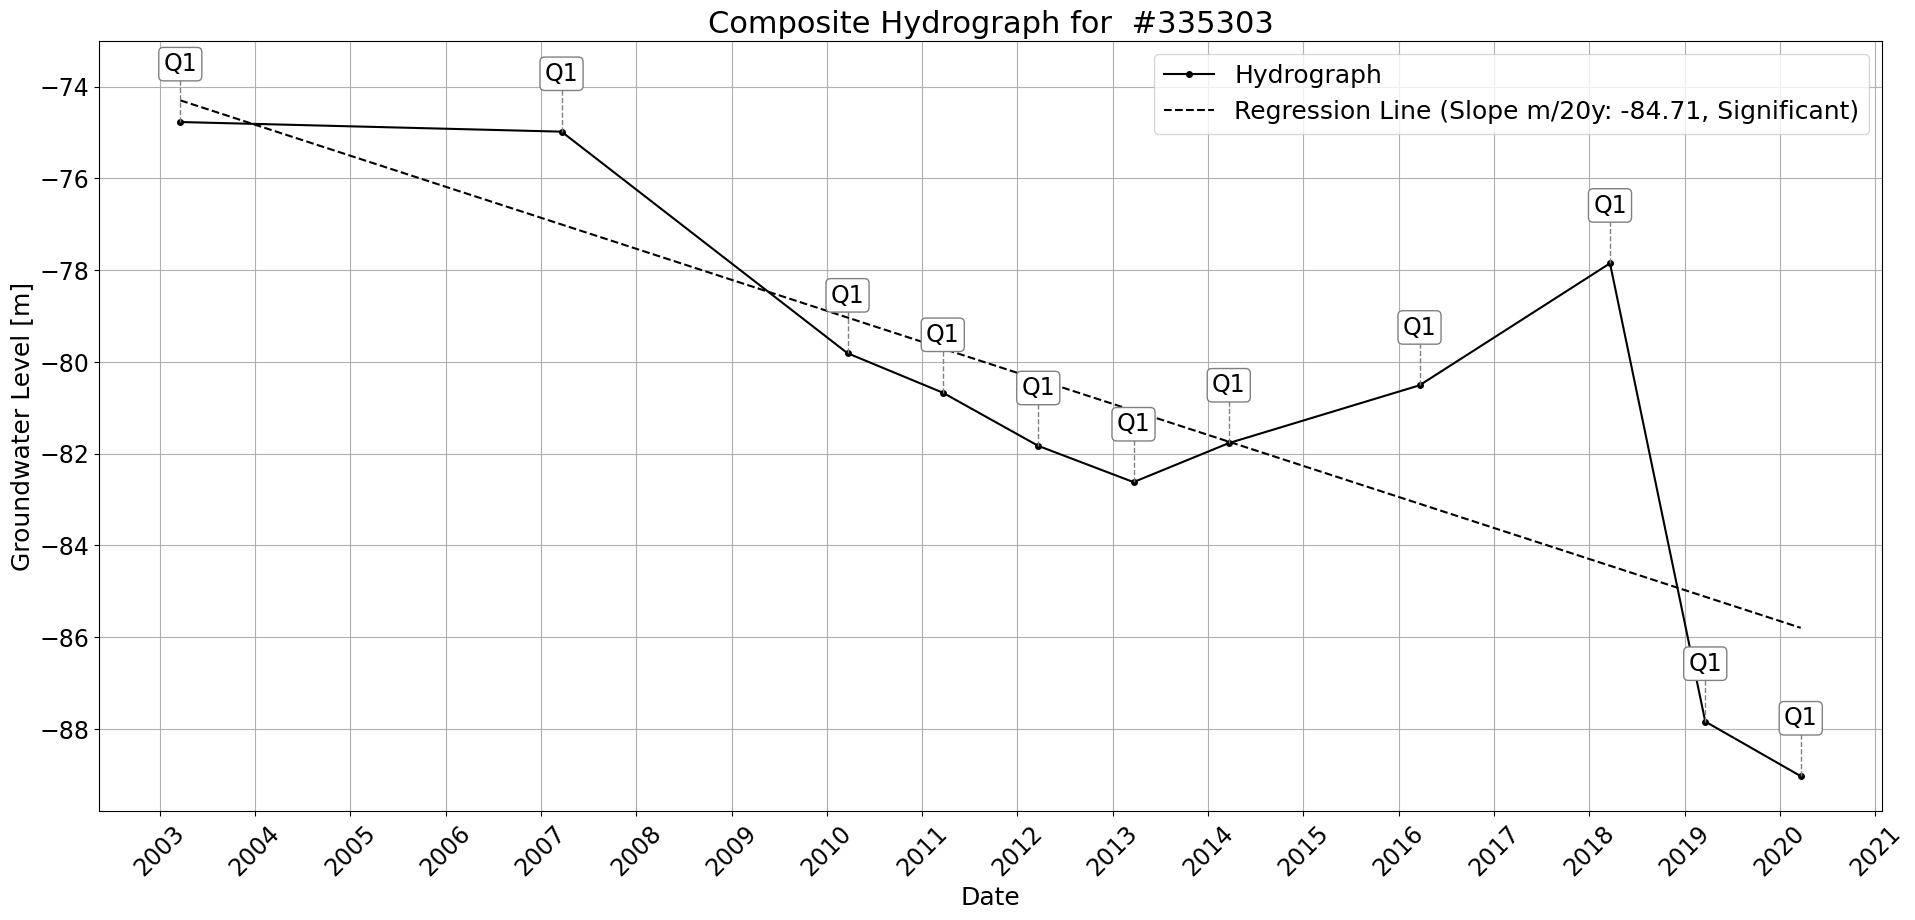 Composite Hydrograph for  #335303
Hydrograph
Regression Line (Slope m/20y: -84.71, Significant)
Q1
Q1
Q1
Q1
Q1
Q1
Q1
Q1
Q1
Q1
Q1
Groundwater Level [m]
−74
−76
−78
−80
−82
−84
−86
−88
2003
2004
2005
2006
2007
2008
2009
2010
2011
2012
2013
2014
2015
2016
2017
2018
2019
2020
2021
Date